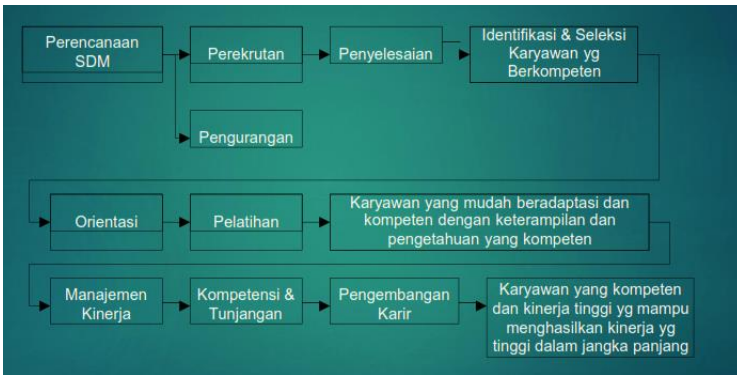 Perencanaan
SDM
Perekrutan
Penyelesaian
Identifikasi & Seleksi
Karyawan yg
Berkompeten
Pengurangan
Orientasi
Pelatihan
Karyawan yang mudah beradaptasi dan
kompeten dengan keterampilan dan
pengetahuan yang kompeten
Manajemen
Kinerja
Kompetensi &
Tunjangan
Pengembangan
Karir
Karyawan yang kompeten
dan kinerja tinggi yg mampu
menghasilkan kinerja yg
tinggi dalam jangka panjang